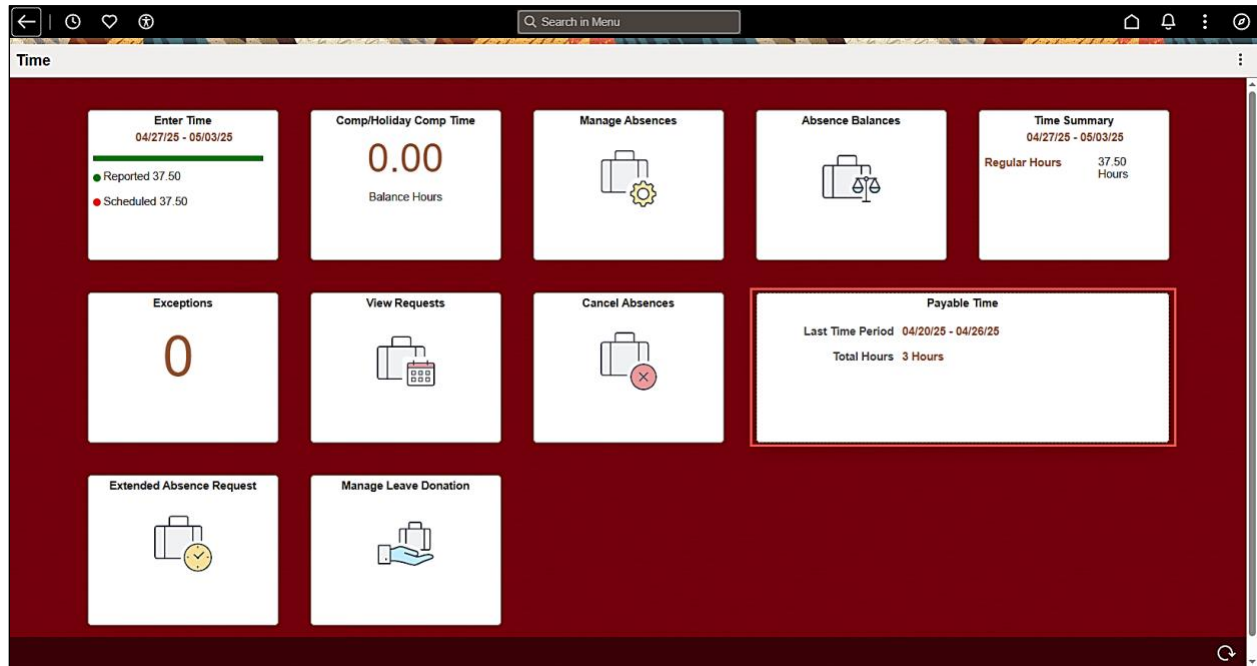 Search in Menu
Time
Enter Time
04/27/25 - 05/03/25
Reported 37.50
Scheduled 37.50
Comp/Holiday Comp Time
0.00
Balance Hours
Manage Absences
Absence Balances
Time Summary
04/27/25 - 05/03/25
Regular Hours 37.50
Hours
Exceptions
0
View Requests
Cancel Absences
Payable Time
Last Time Period 04/20/25 - 04/26/25
Total Hours 3 Hours
Extended Absence Request
Manage Leave Donation